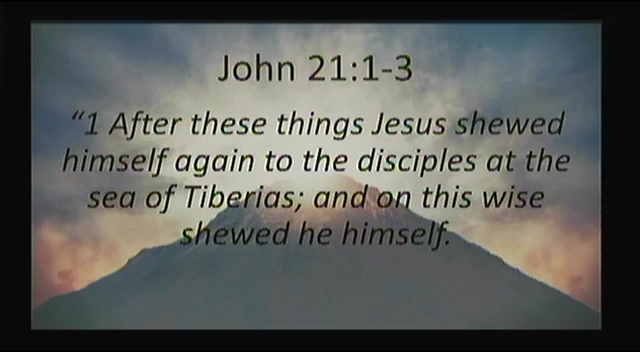 John 21:1-3
“1 After these things Jesus shewed
himself again to the disciples at the
sea of Tiberias; and on this wise
shewed he himself.